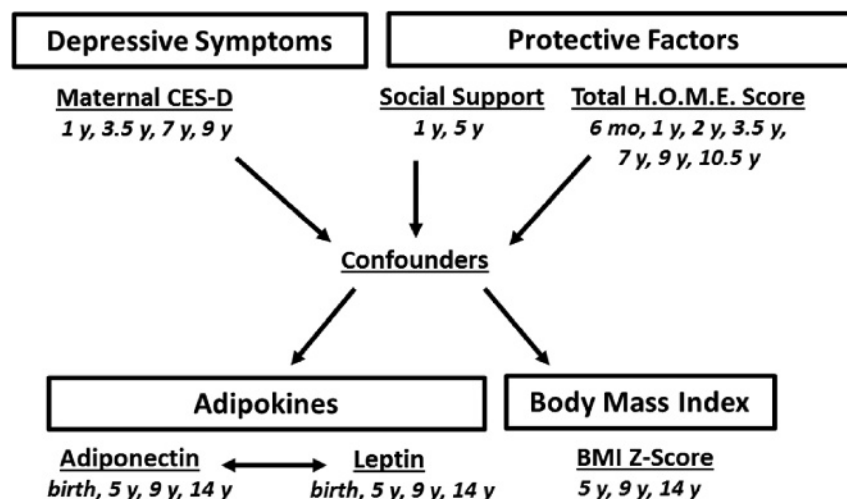 Depressive Symptoms
Protective Factors
Maternal CES-D
1 y, 3.5 y, 7 y, 9 y
Social Support
1 y, 5 y
Total H.O.M.E. Score
6 mo, 1 y, 2 y, 3.5 y,
7 y, 9 y, 10.5 y
Confounders
Adipokines
Body Mass Index
Adiponectin
birth, 5 y, 9 y, 14 y
Leptin
birth, 5 y, 9 y, 14 y
BMI Z-Score
5 y, 9 y, 14 y